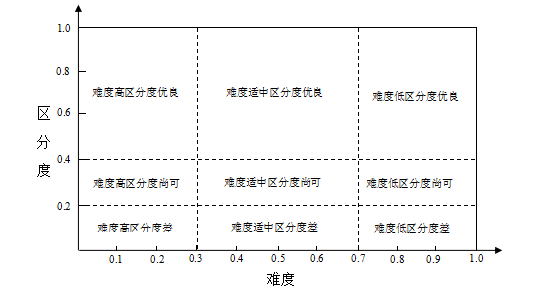 1.0
0.8
难度高区分度优良
难度适中区分度优良
难度低区分度优良
区
分
度
0.6
0.4
难度高区分度尚可
难度适中区分度尚可
难度低区分度尚可
0.2
难度高区分度差
难度适中区分度差
难度低区分度差
0.1 0.2 0.3 0.4 0.5 0.6 0.7 0.8 0.9 1.0
难度